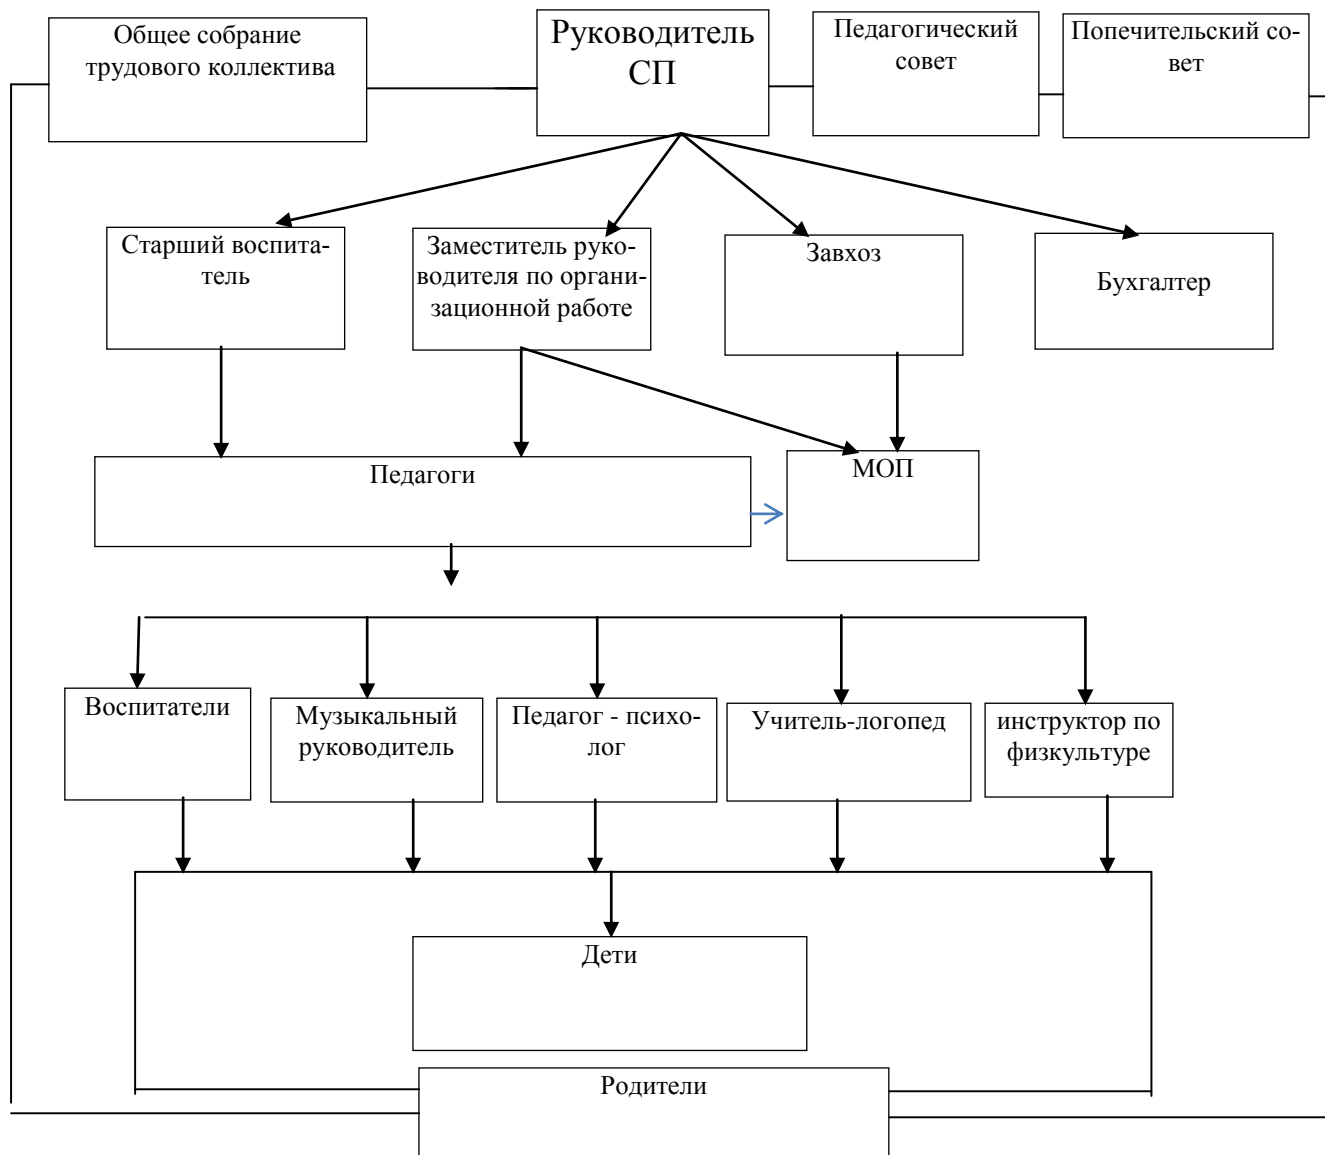 Общее собрание
трудового коллектива
Руководитель
СП
Педагогический
совет
Попечительский со-
вет
Старший воспита-
тель
Заместитель руко-
водителя по органи-
зационной работе
Завхоз
Бухгалтер
Педагоги
МОП
Воспитатели
Музыкальный
руководитель
Педагог - психо-
лог
Учитель-логопед
инструктор по
физкультуре
Дети
Родители